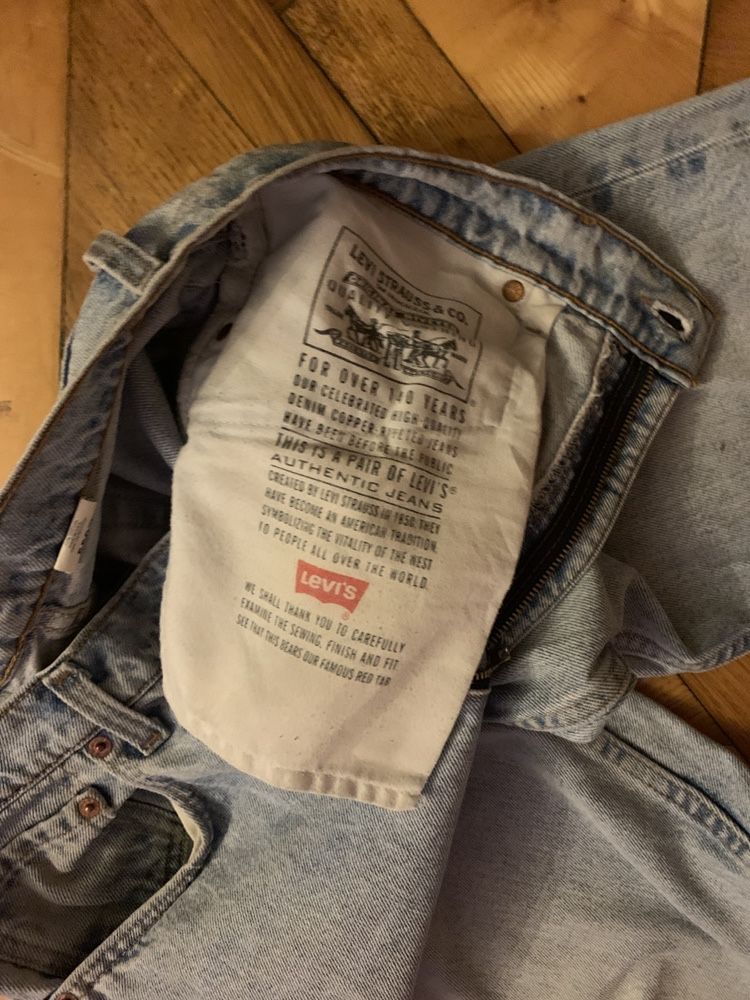 LEVI STRAUSS & CO.
QUALITY
FOR OVER 140 YEARS
OUR CELEBRATED HIGH QUALITY
DENIM COPPER-RIVETED JEANS
HAVE BEEN BEFORE THE PUBLIC
THIS IS A PAIR OF LEVI'S®
AUTHENTIC JEANS
CREATED BY LEVI STRAUSS IN 1850, THEY
HAVE BECOME AN AMERICAN TRADITION,
SYMBOLIZING THE VITALITY OF THE WEST
TO PEOPLE ALL OVER THE WORLD.
LEVI'S
®
WE SHALL THANK YOU TO CAREFULLY
EXAMINE THE SEWING, FINISH AND FIT
SEE THAT THIS BEARS OUR FAMOUS RED TAB